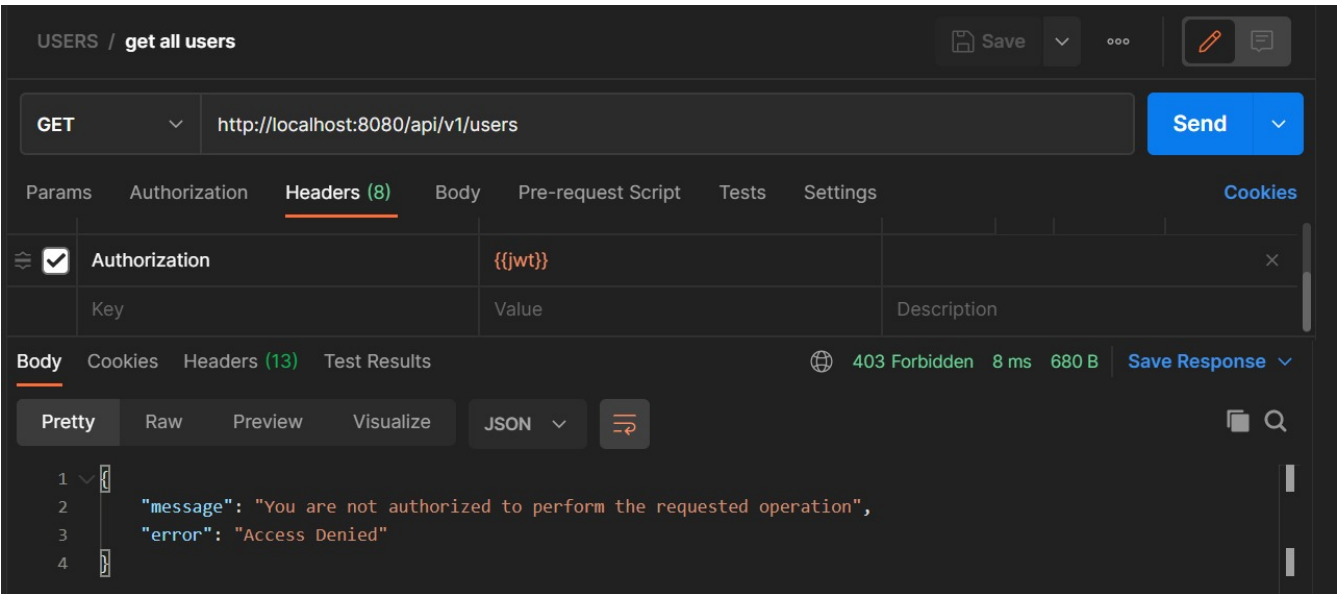 USERS / get all users Save ooo
GET http://localhost:8080/api/v1/users Send
Params Authorization Headers (8) Body Pre-request Script Tests Settings Cookies
Authorization {{jwt}}
Key Value Description
Body Cookies Headers (13) Test Results 403 Forbidden 8 ms 680 B Save Response
Pretty Raw Preview Visualize JSON
1 {
2 "message": "You are not authorized to perform the requested operation",
3 "error": "Access Denied"
4 }